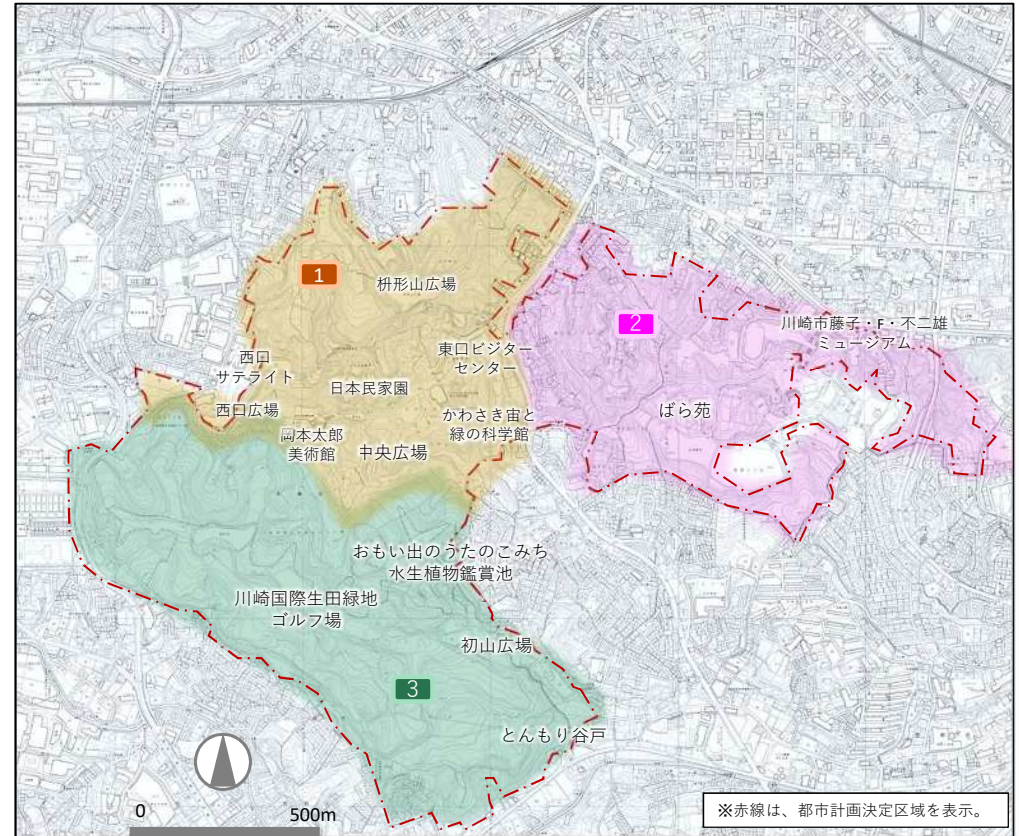 1
枡形山広場
2
川崎市藤子・F・不二雄
ミュージアム
東口ビジター
センター
西口
サテライト
日本民家園
西口広場
かわさき宙と
緑の科学館
ばら苑
岡本太郎
美術館
中央広場
おもい出のうたのこみち
水生植物鑑賞池
川崎国際生田緑地
ゴルフ場
初山広場
3
とんもり谷戸
0
500m
※赤線は、都市計画決定区域を表示。